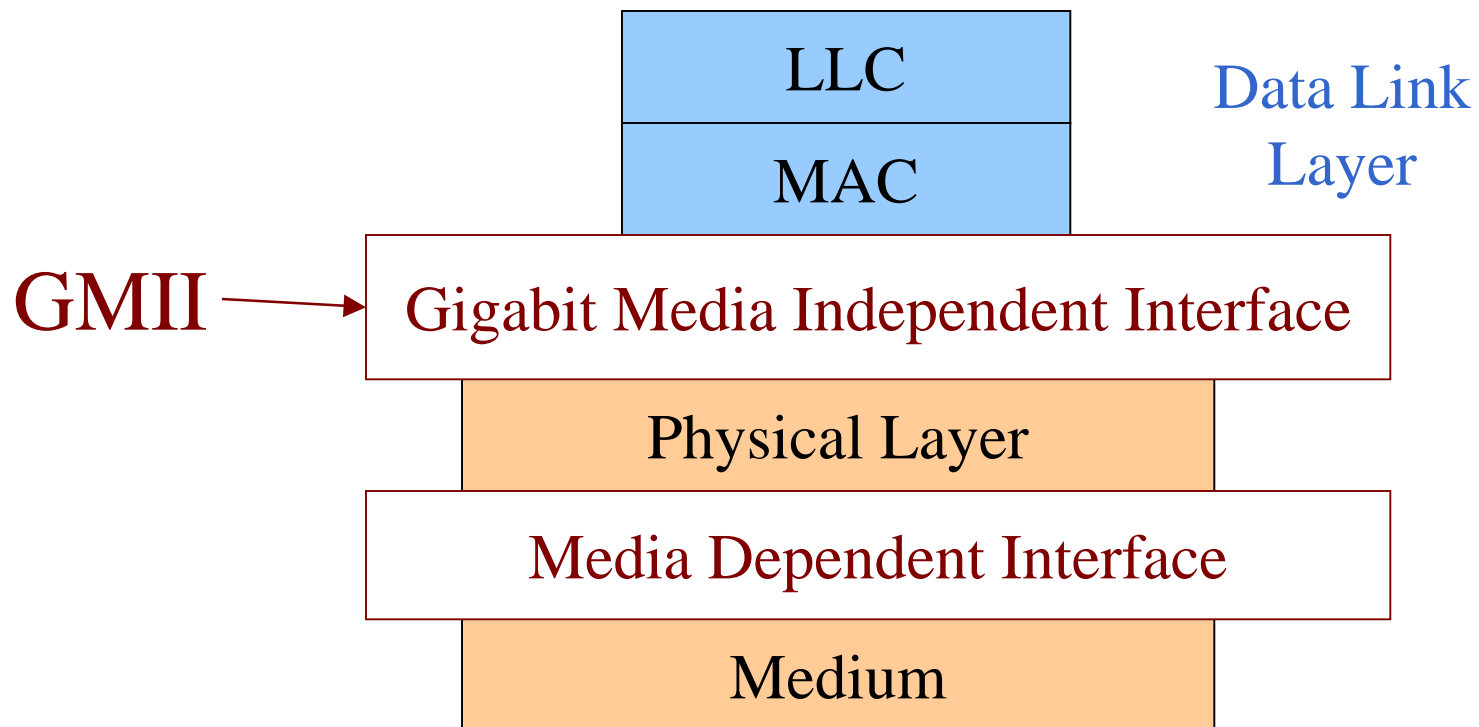 LLC
Data Link
Layer
MAC
GMII
Gigabit Media Independent Interface
Physical Layer
Media Dependent Interface
Medium